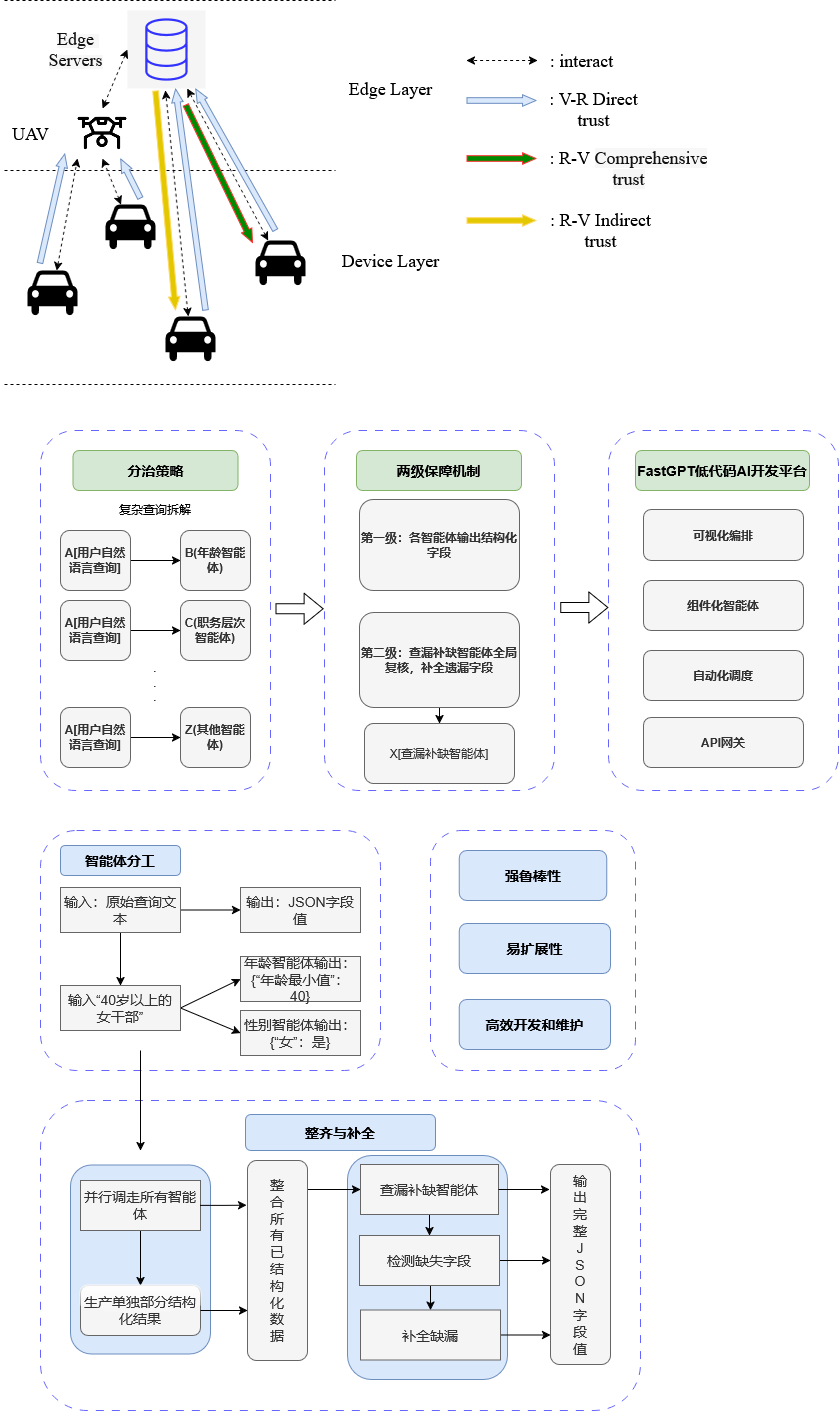 Edge
Servers
UAV
Edge Layer
Device Layer
: interact
: V-R Direct
trust
: R-V Comprehensive
trust
: R-V Indirect
trust
分治策略
复杂查询拆解
A[用户自然
语言查询]
B(年龄智能
体)
A[用户自然
语言查询]
C(职务层次
智能体)
.
.
.
A[用户自然
语言查询]
Z(其他智能
体)
两级保障机制
第一级：各智能体输出结构化
字段
第二级：查漏补缺智能体全局
复核，补全遗漏字段
X[查漏补缺智能体]
FastGPT低代码AI开发平台
可视化编排
组件化智能体
自动化调度
API网关
智能体分工
输入：原始查询文
本
输出：JSON字段
值
输入“40岁以上的
女干部”
年龄智能体输出：
{“年龄最小值”：
40}
性别智能体输出：
{“女”：是}
强鲁棒性
易扩展性
高效开发和维护
整齐与补全
并行调走所有智能
体
生产单独部分结构
化结果
整
合
所
有
已
结
构
化
数
据
查漏补缺智能体
检测缺失字段
补全缺漏
输
出
完
整
J
S
O
N
字
段
值